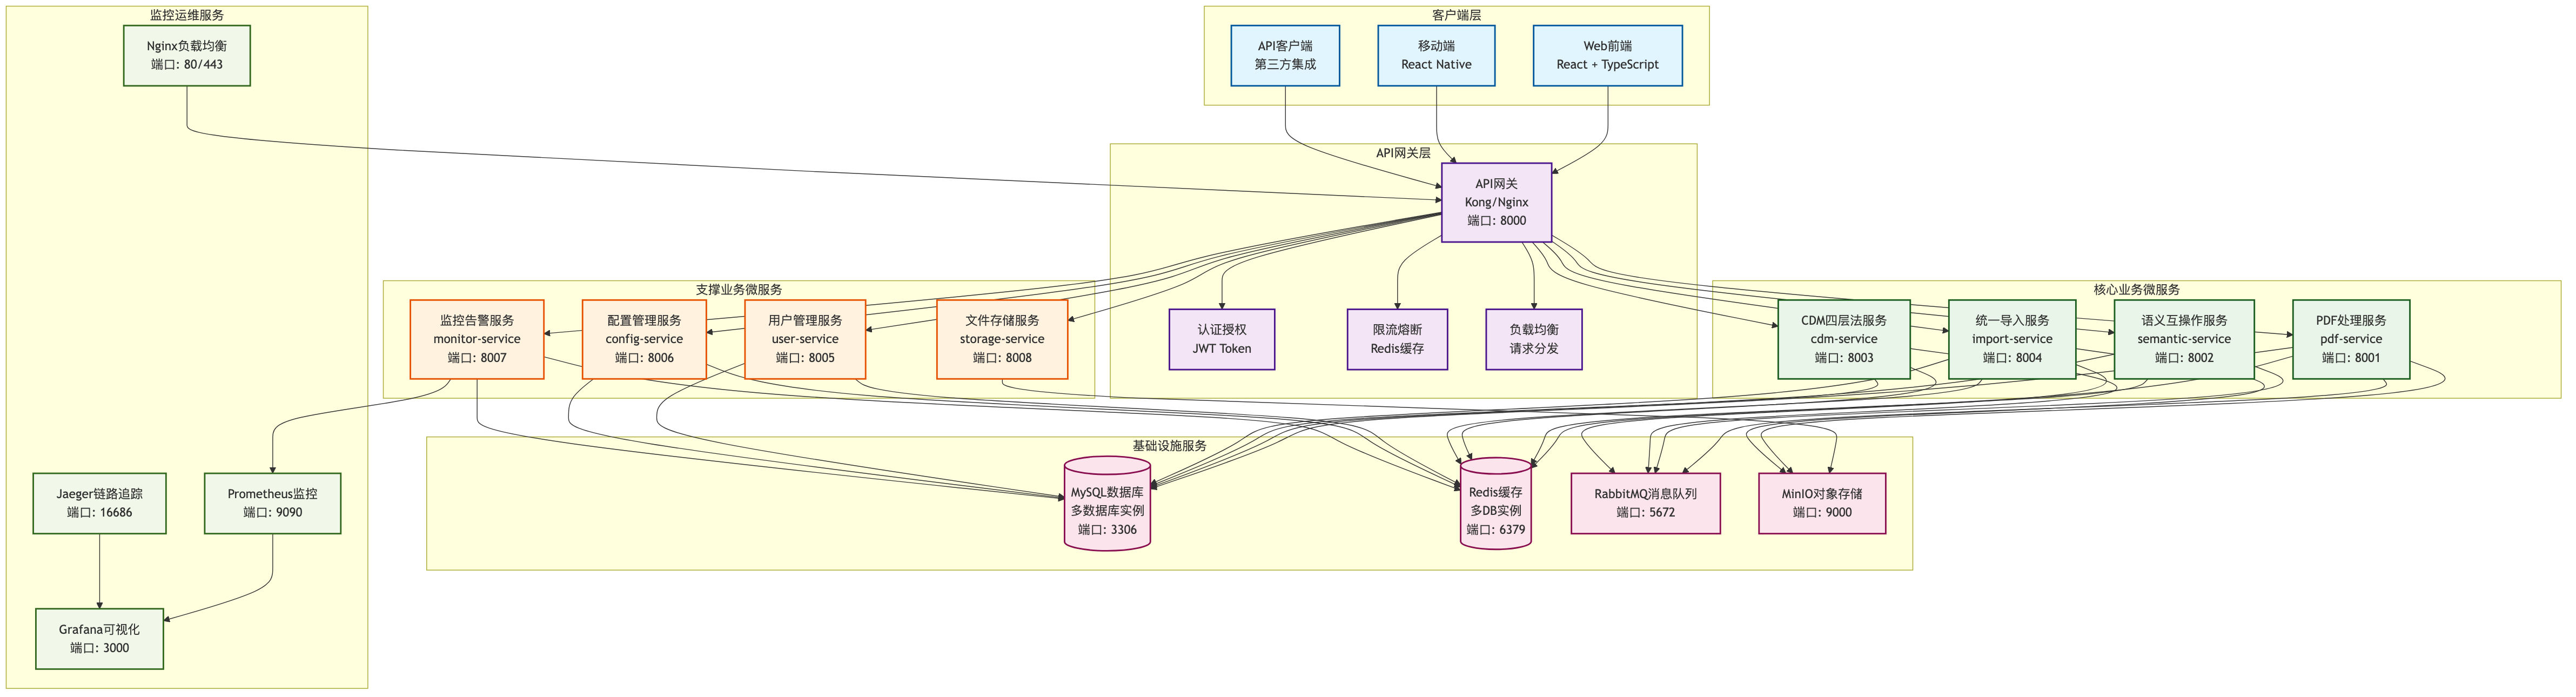 监控运维服务
Nginx负载均衡
端口: 80/443
客户端层
API客户端
第三方集成
移动端
React Native
Web前端
React + TypeScript
API网关层
API网关
Kong/Nginx
端口: 8000
认证授权
JWT Token
限流熔断
Redis缓存
负载均衡
请求分发
支撑业务微服务
监控告警服务
monitor-service
端口: 8007
配置管理服务
config-service
端口: 8006
用户管理服务
user-service
端口: 8005
文件存储服务
storage-service
端口: 8008
核心业务微服务
CDM四层法服务
cdm-service
端口: 8003
统一导入服务
import-service
端口: 8004
语义互操作服务
semantic-service
端口: 8002
PDF处理服务
pdf-service
端口: 8001
基础设施服务
MySQL数据库
多数据库实例
端口: 3306
Redis缓存
多DB实例
端口: 6379
RabbitMQ消息队列
端口: 5672
MinIO对象存储
端口: 9000
Jaeger链路追踪
端口: 16686
Prometheus监控
端口: 9090
Grafana可视化
端口: 3000